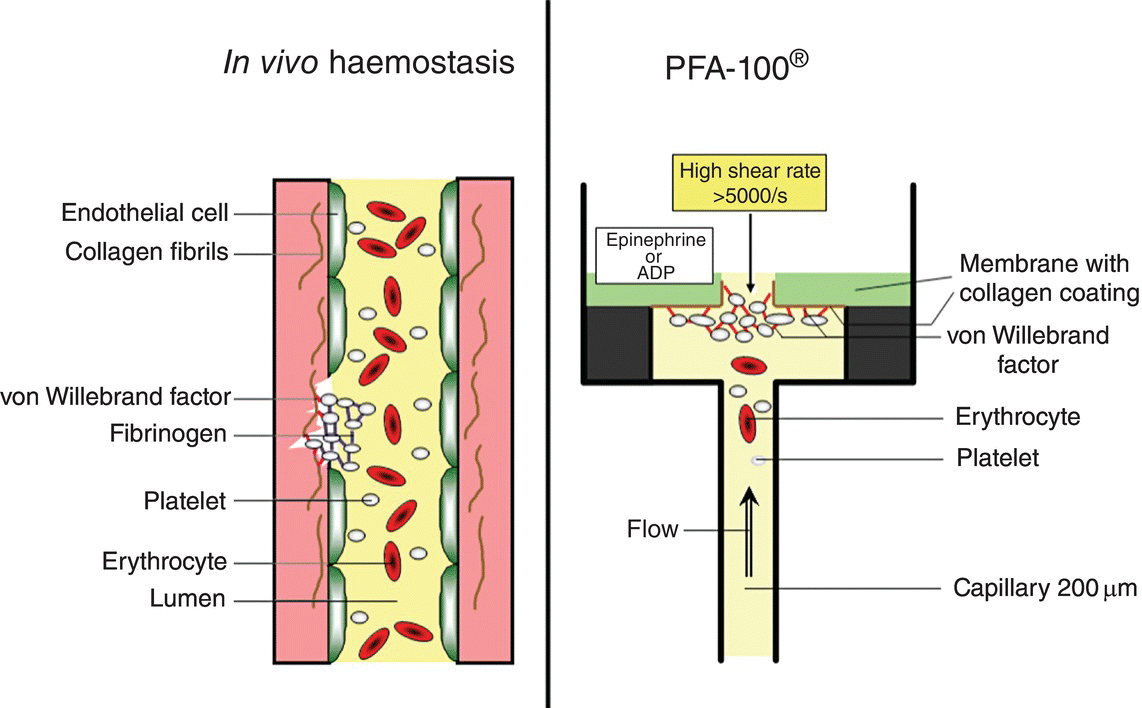 In vivo haemostasis
Endothelial cell
Collagen fibrils
von Willebrand factor
Fibrinogen
Platelet
Erythrocyte
Lumen
PFA-100®
High shear rate
>5000/s
Epinephrine
or
ADP
Membrane with
collagen coating
von Willebrand
factor
Erythrocyte
Platelet
Flow
Capillary 200 μm